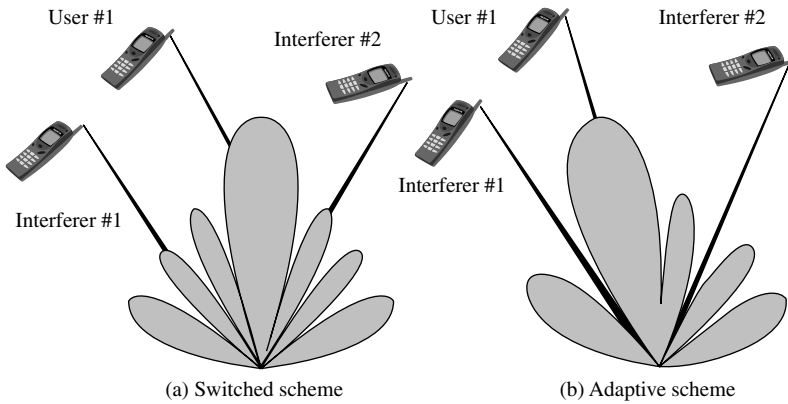 User #1
Interferer #2
Interferer #1
(a) Switched scheme
User #1
Interferer #2
Interferer #1
(b) Adaptive scheme